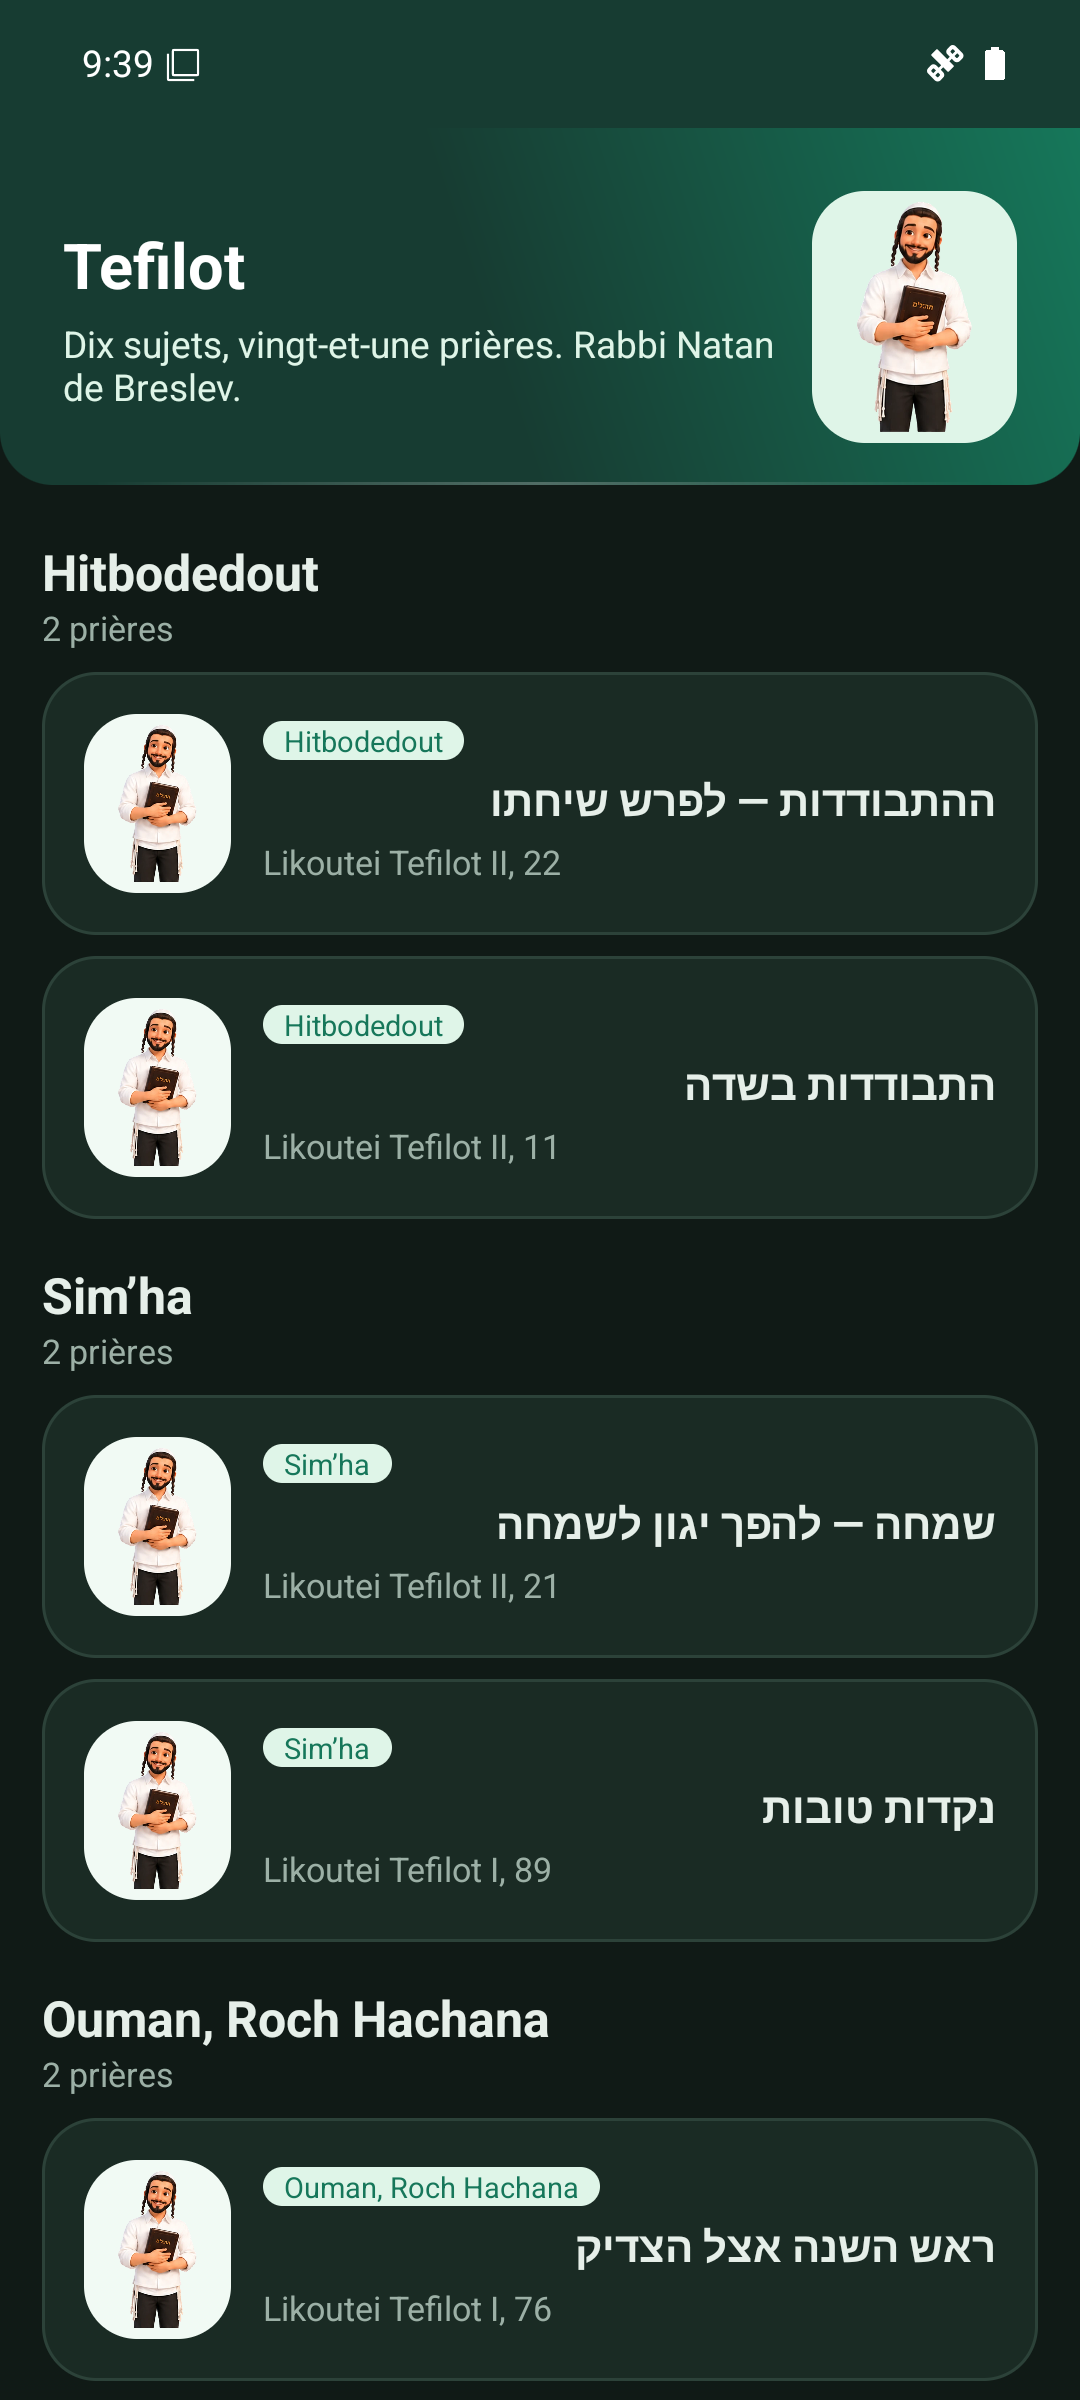 9:39
Tefilot
Dix sujets, vingt-et-une prières. Rabbi Natan
de Breslev.
Hitbodedout
2 prières
Hitbodedout
ההתבודדות – לפרש שיחתו
Likoutei Tefilot II, 22
Hitbodedout
התבודדות בשדה
Likoutei Tefilot II, 11
Sim’ha
2 prières
Sim’ha
שמחה – להפך יגון לשמחה
Likoutei Tefilot II, 21
Sim’ha
נקדות טובות
Likoutei Tefilot I, 89
Ouman, Roch Hachana
2 prières
Ouman, Roch Hachana
ראש השנה אצל הצדיק
Likoutei Tefilot I, 76